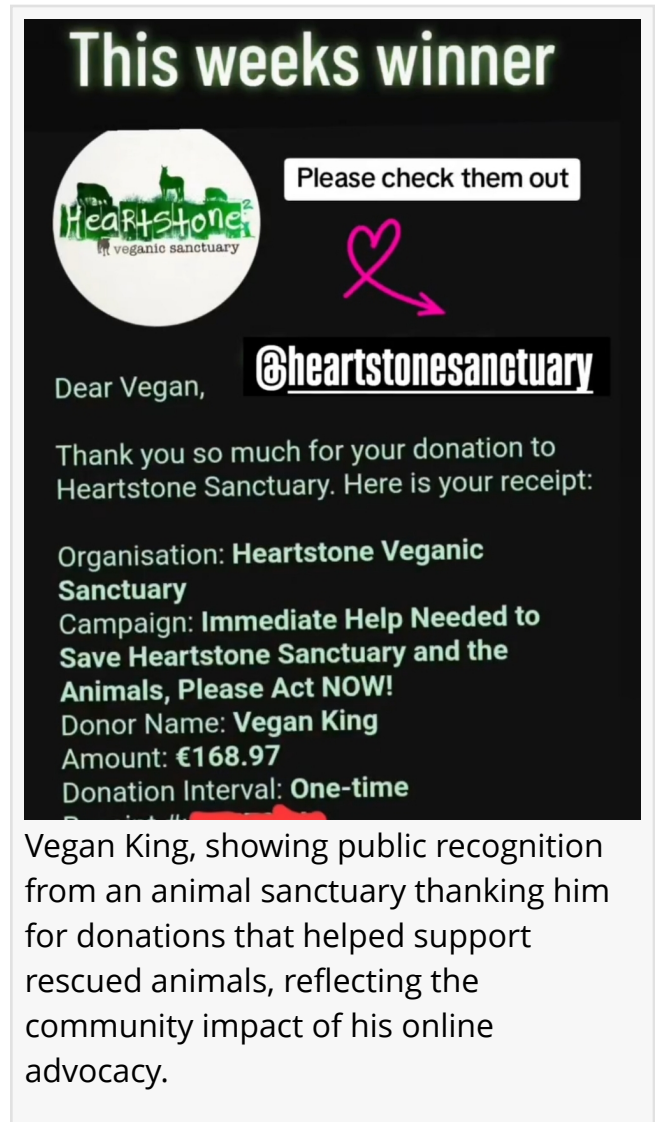 This weeks winner
Please check them out
HeaRtStone²
veganic sanctuary
@heartstonesanctuary
Dear Vegan,
Thank you so much for your donation to
Heartstone Sanctuary. Here is your receipt:
Organisation: Heartstone Veganic
Sanctuary
Campaign: Immediate Help Needed to
Save Heartstone Sanctuary and the
Animals, Please Act NOW!
Donor Name: Vegan King
Amount: €168.97
Donation Interval: One-time
Vegan King, showing public recognition
from an animal sanctuary thanking him
for donations that helped support
rescued animals, reflecting the
community impact of his online
advocacy.